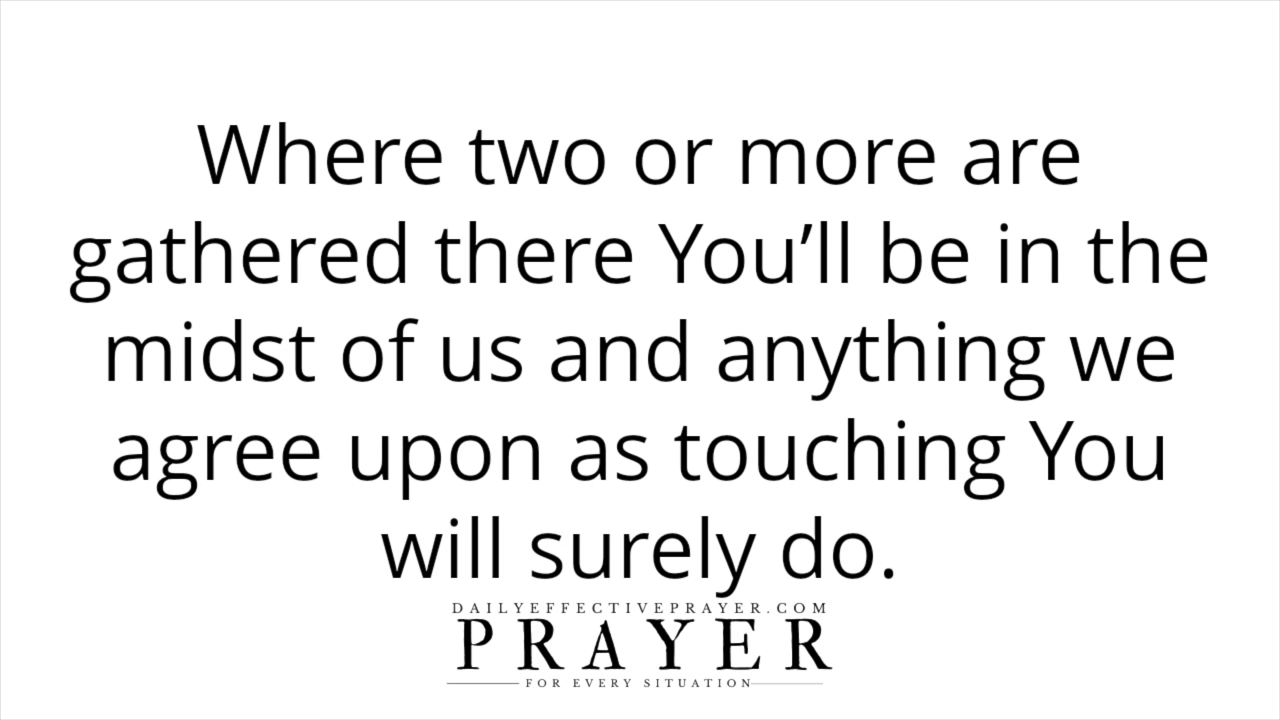 Where two or more are
gathered there You’ll be in the
midst of us and anything we
agree upon as touching You
will surely do.
DAILYEFFECTIVEPRAYER.COM
PRAYER
FOR EVERY SITUATION